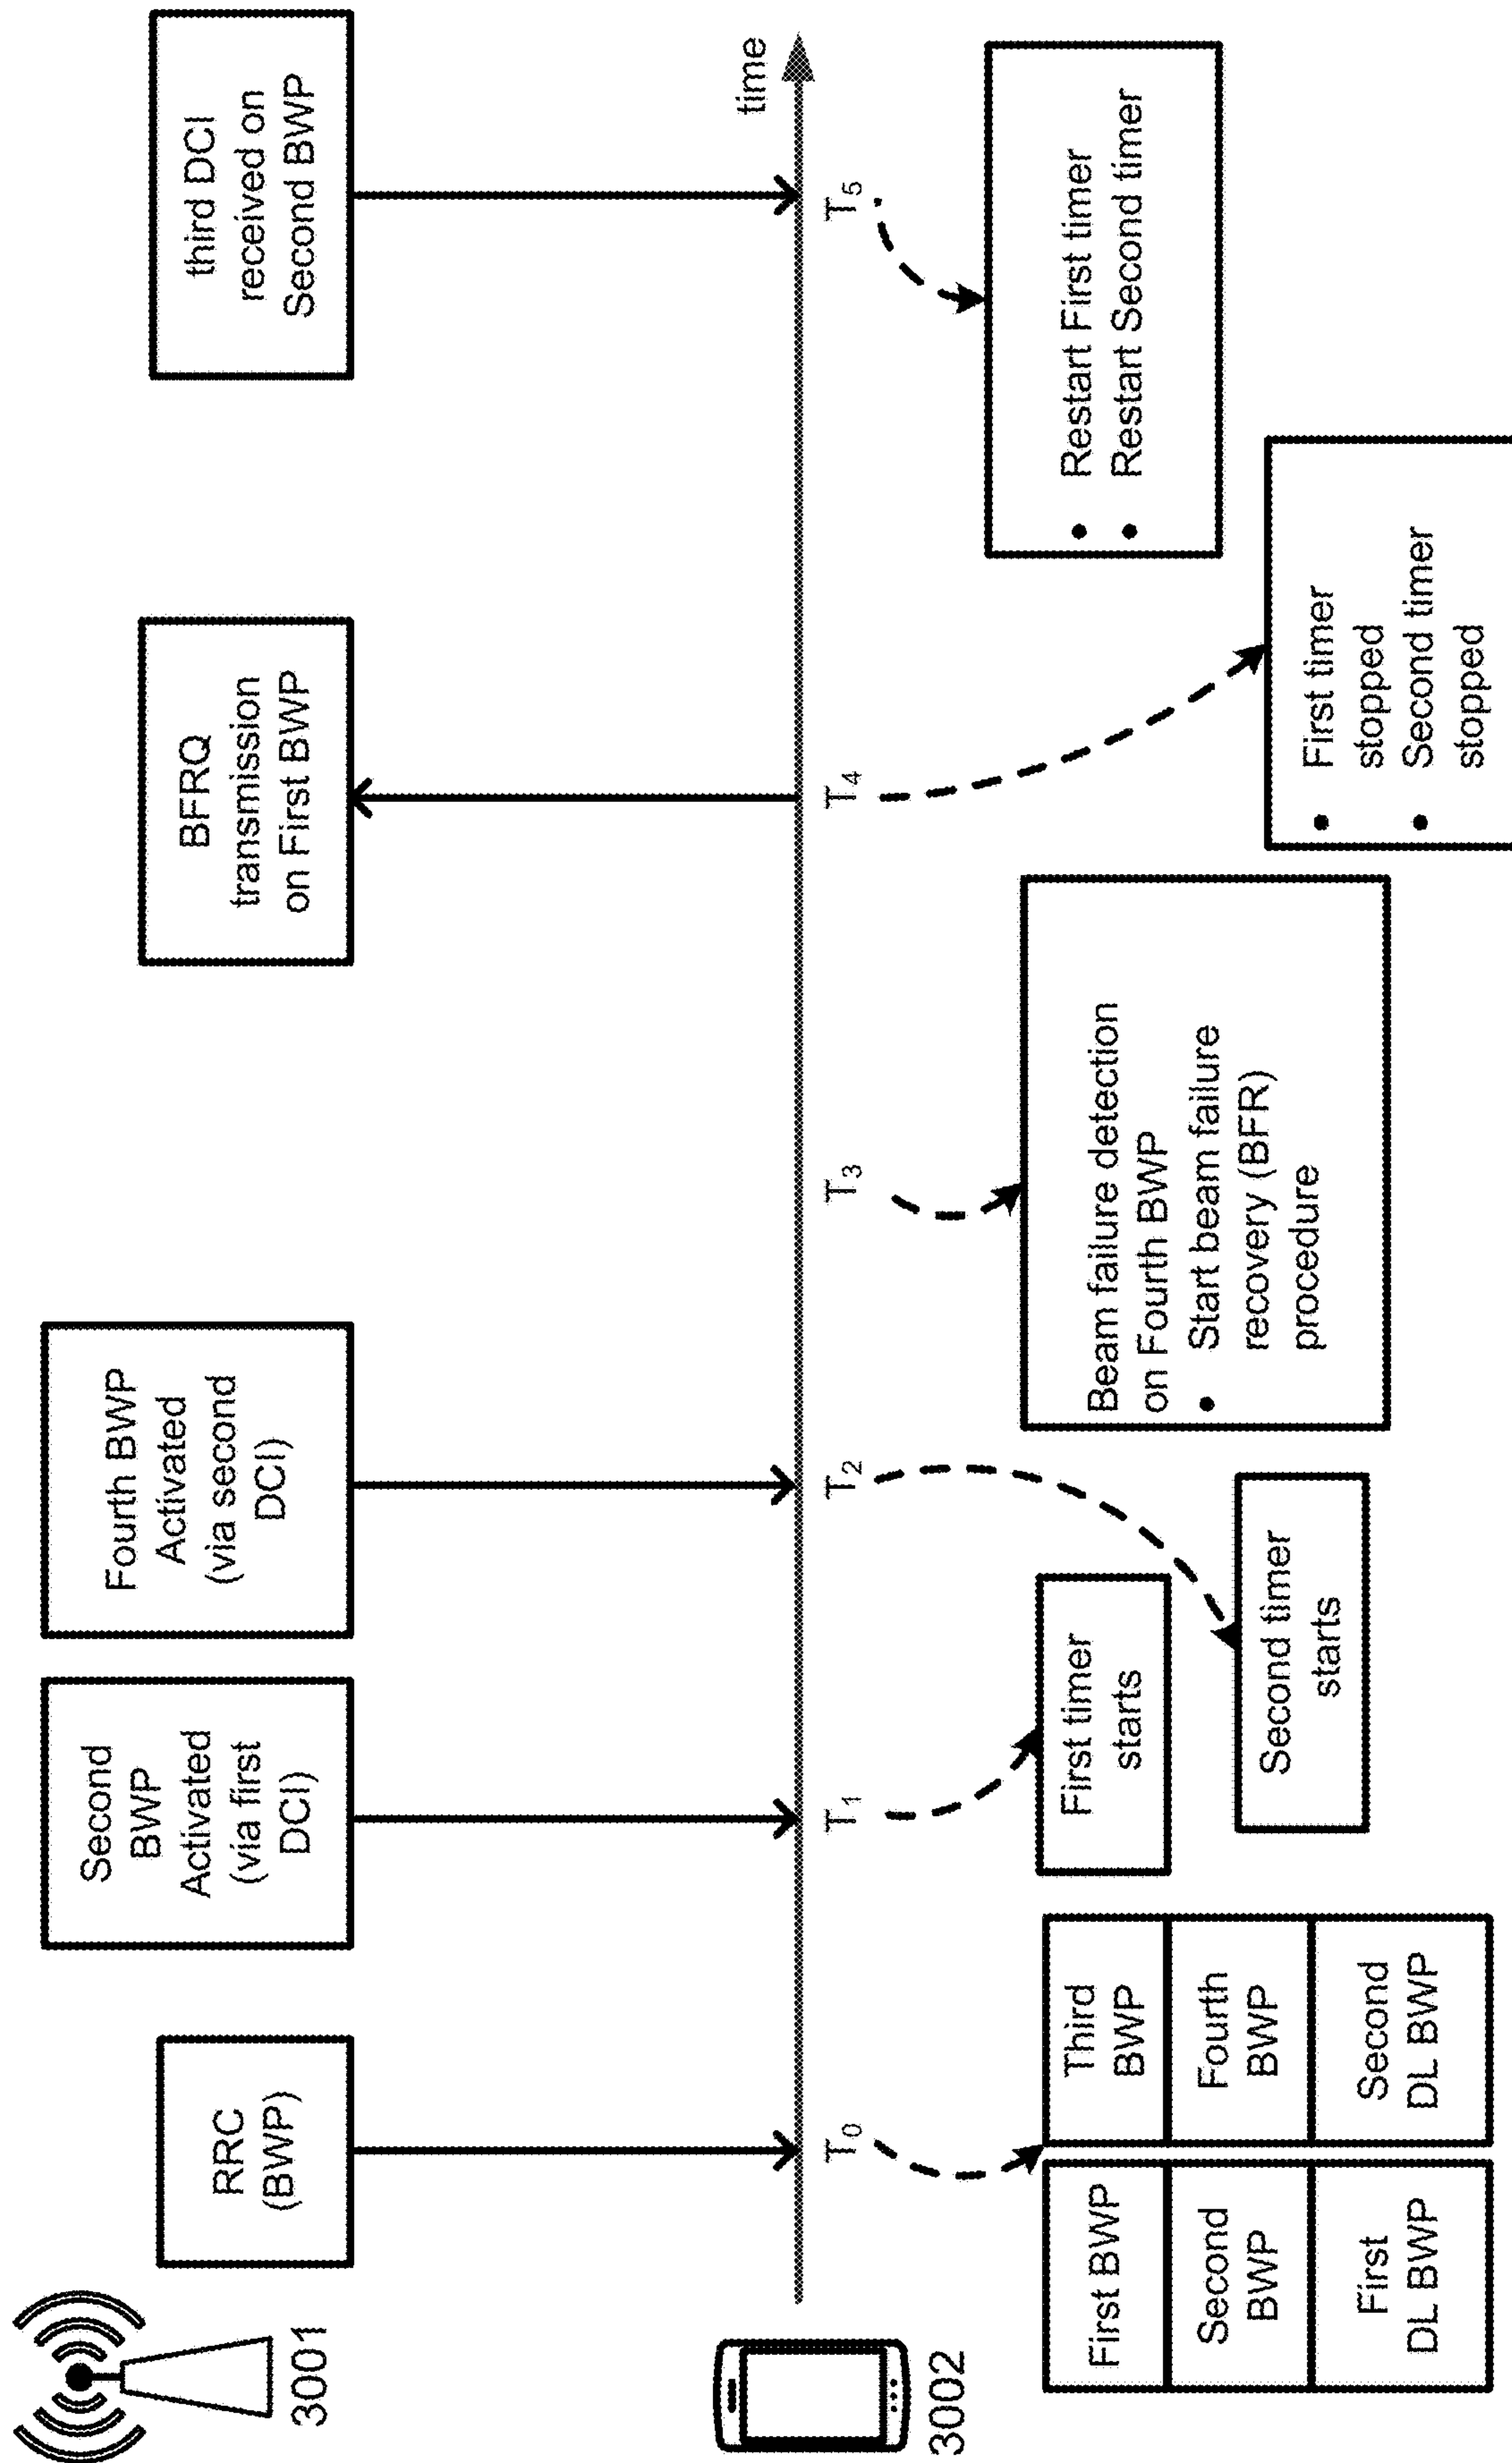 3001
RRC
(BWP)
Second
BWP
Activated
(via first
DCI)
Fourth BWP
Activated
(via second
DCI)
BFRQ
transmission
on First BWP
third DCI
received on
Second BWP
time
3002
T0
T1
T2
T3
T4
T5
First BWP
Third
BWP
Second
BWP
Fourth
BWP
First
DL BWP
Second
DL BWP
First timer
starts
Second timer
starts
Beam failure detection
on Fourth BWP
• Start beam failure
recovery (BFR)
procedure
• First timer
stopped
• Second timer
stopped
• Restart First timer
• Restart Second timer